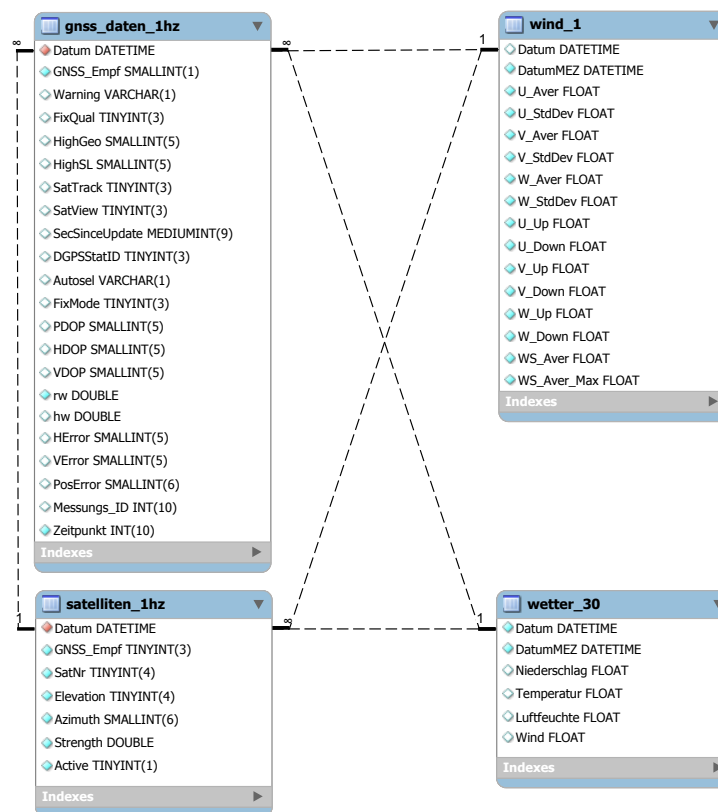 gnss_daten_1hz
∞
Datum DATETIME
∞
GNSS_Empf SMALLINT(1)
Warning VARCHAR(1)
FixQual TINYINT(3)
HighGeo SMALLINT(5)
HighSL SMALLINT(5)
SatTrack TINYINT(3)
SatView TINYINT(3)
SecSinceUpdate MEDIUMINT(9)
DGPSStatID TINYINT(3)
Autosel VARCHAR(1)
FixMode TINYINT(3)
PDOP SMALLINT(5)
HDOP SMALLINT(5)
VDOP SMALLINT(5)
rw DOUBLE
hw DOUBLE
HError SMALLINT(5)
VError SMALLINT(5)
PosError SMALLINT(6)
Messungs_ID INT(10)
Zeitpunkt INT(10)
Indexes
wind_1
1
Datum DATETIME
DatumMEZ DATETIME
U_Aver FLOAT
U_StdDev FLOAT
V_Aver FLOAT
V_StdDev FLOAT
W_Aver FLOAT
W_StdDev FLOAT
U_Up FLOAT
U_Down FLOAT
V_Up FLOAT
V_Down FLOAT
W_Up FLOAT
W_Down FLOAT
WS_Aver FLOAT
WS_Aver_Max FLOAT
Indexes
satelliten_1hz
1
Datum DATETIME
∞
GNSS_Empf TINYINT(3)
SatNr TINYINT(4)
Elevation TINYINT(4)
Azimuth SMALLINT(6)
Strength DOUBLE
Active TINYINT(1)
Indexes
wetter_30
1
Datum DATETIME
DatumMEZ DATETIME
Niederschlag FLOAT
Temperatur FLOAT
Luftfeuchte FLOAT
Wind FLOAT
Indexes